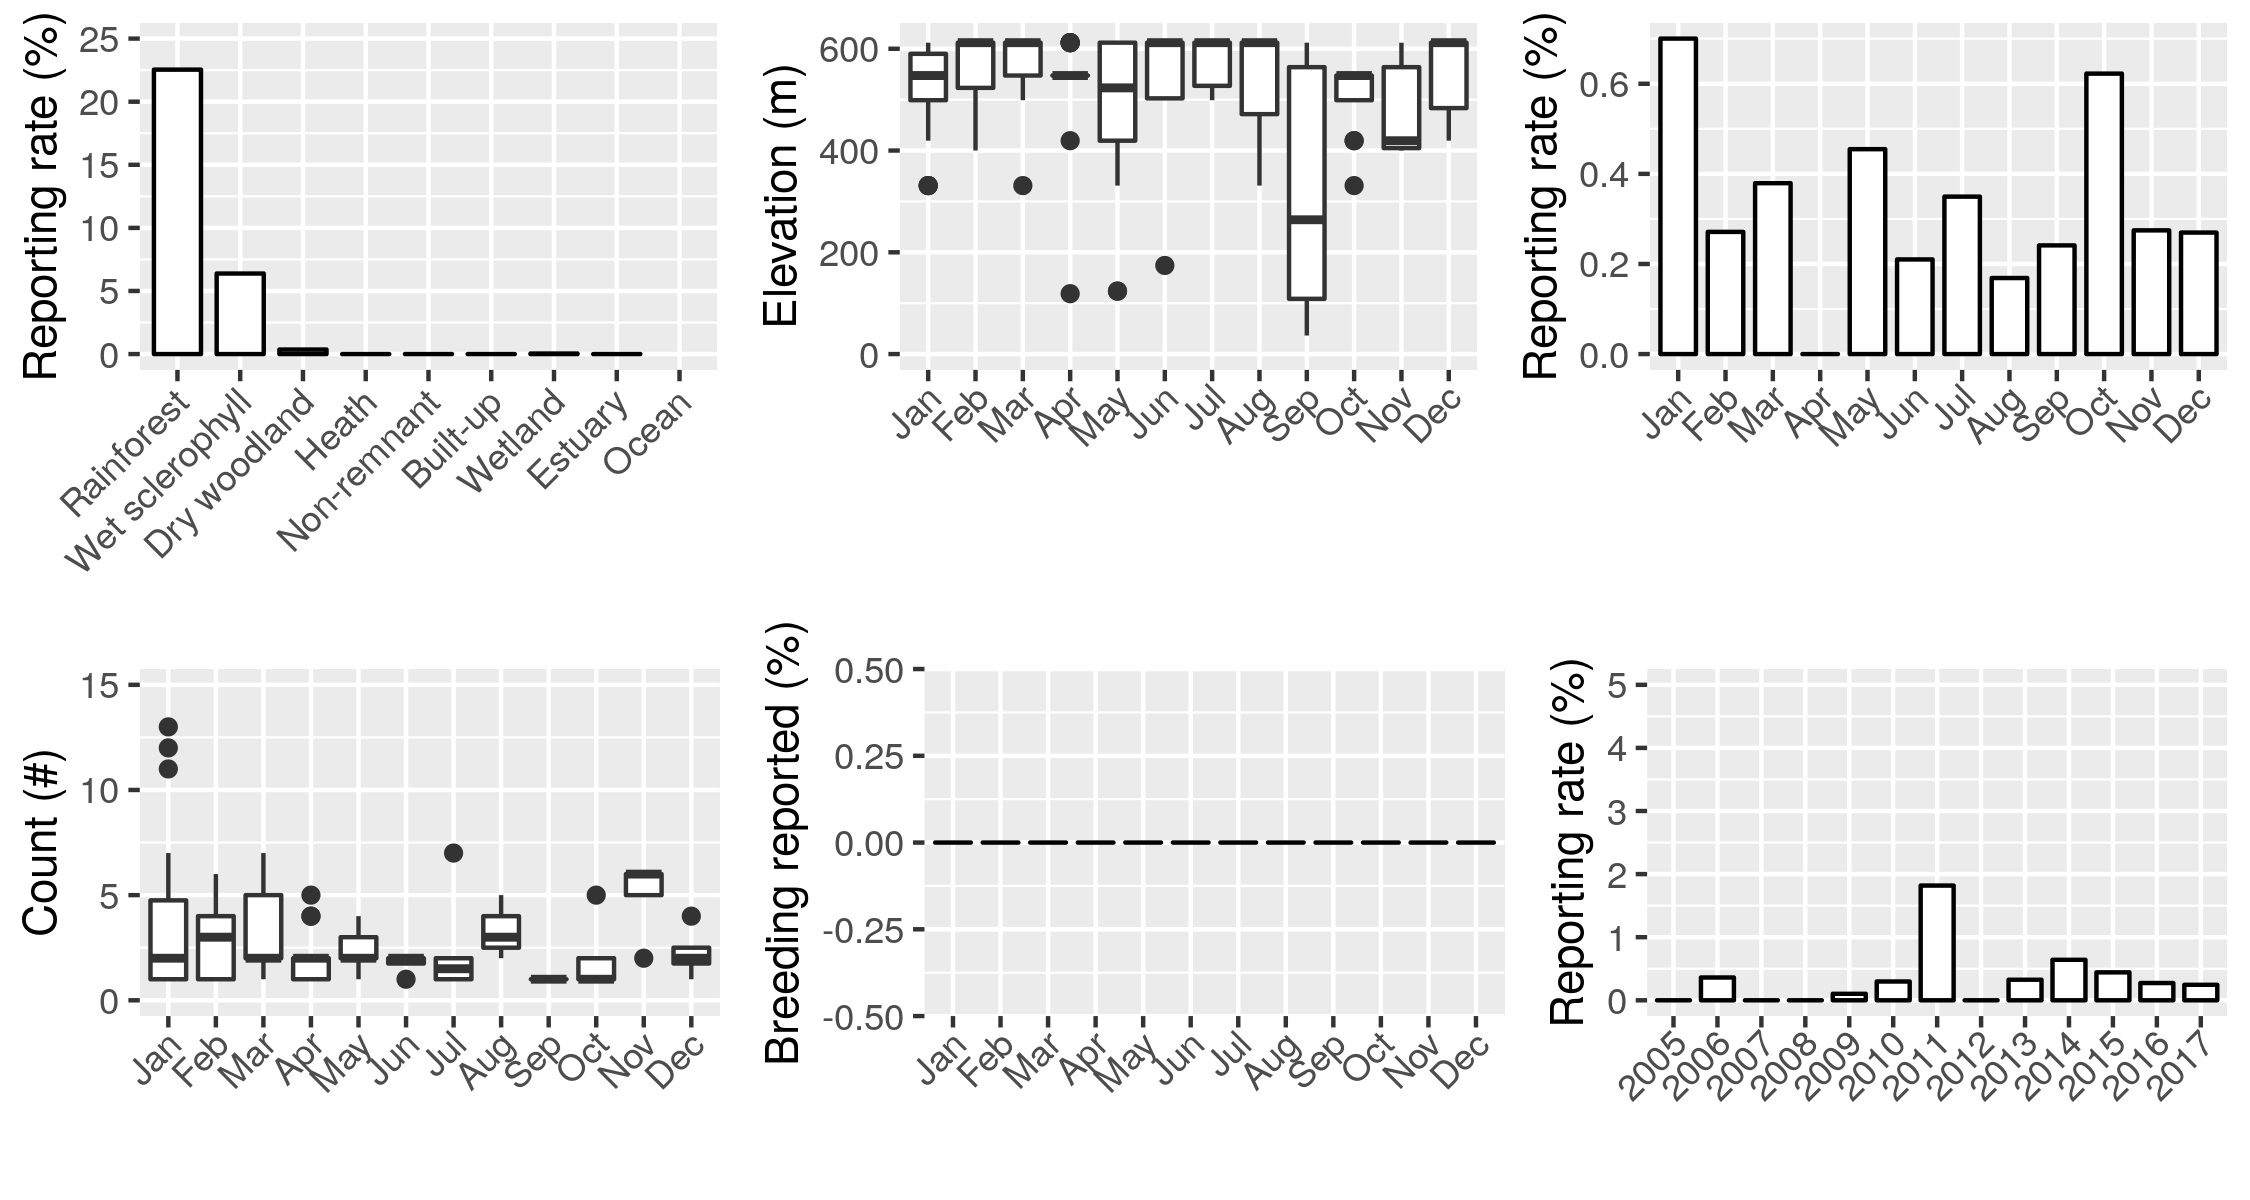 Reporting rate (%)
25
20
15
10
5
0
Rainforest
Wet sclerophyll
Dry woodland
Heath
Non-remnant
Built-up
Wetland
Estuary
Ocean
Elevation (m)
600
400
200
0
Jan
Feb
Mar
Apr
May
Jun
Jul
Aug
Sep
Oct
Nov
Dec
Reporting rate (%)
0.6
0.4
0.2
0.0
Jan
Feb
Mar
Apr
May
Jun
Jul
Aug
Sep
Oct
Nov
Dec
Count (#)
15
10
5
0
Jan
Feb
Mar
Apr
May
Jun
Jul
Aug
Sep
Oct
Nov
Dec
Breeding reported (%)
0.50
0.25
0.00
-0.25
-0.50
Jan
Feb
Mar
Apr
May
Jun
Jul
Aug
Sep
Oct
Nov
Dec
Reporting rate (%)
5
4
3
2
1
0
2005
2006
2007
2008
2009
2010
2011
2012
2013
2014
2015
2016
2017